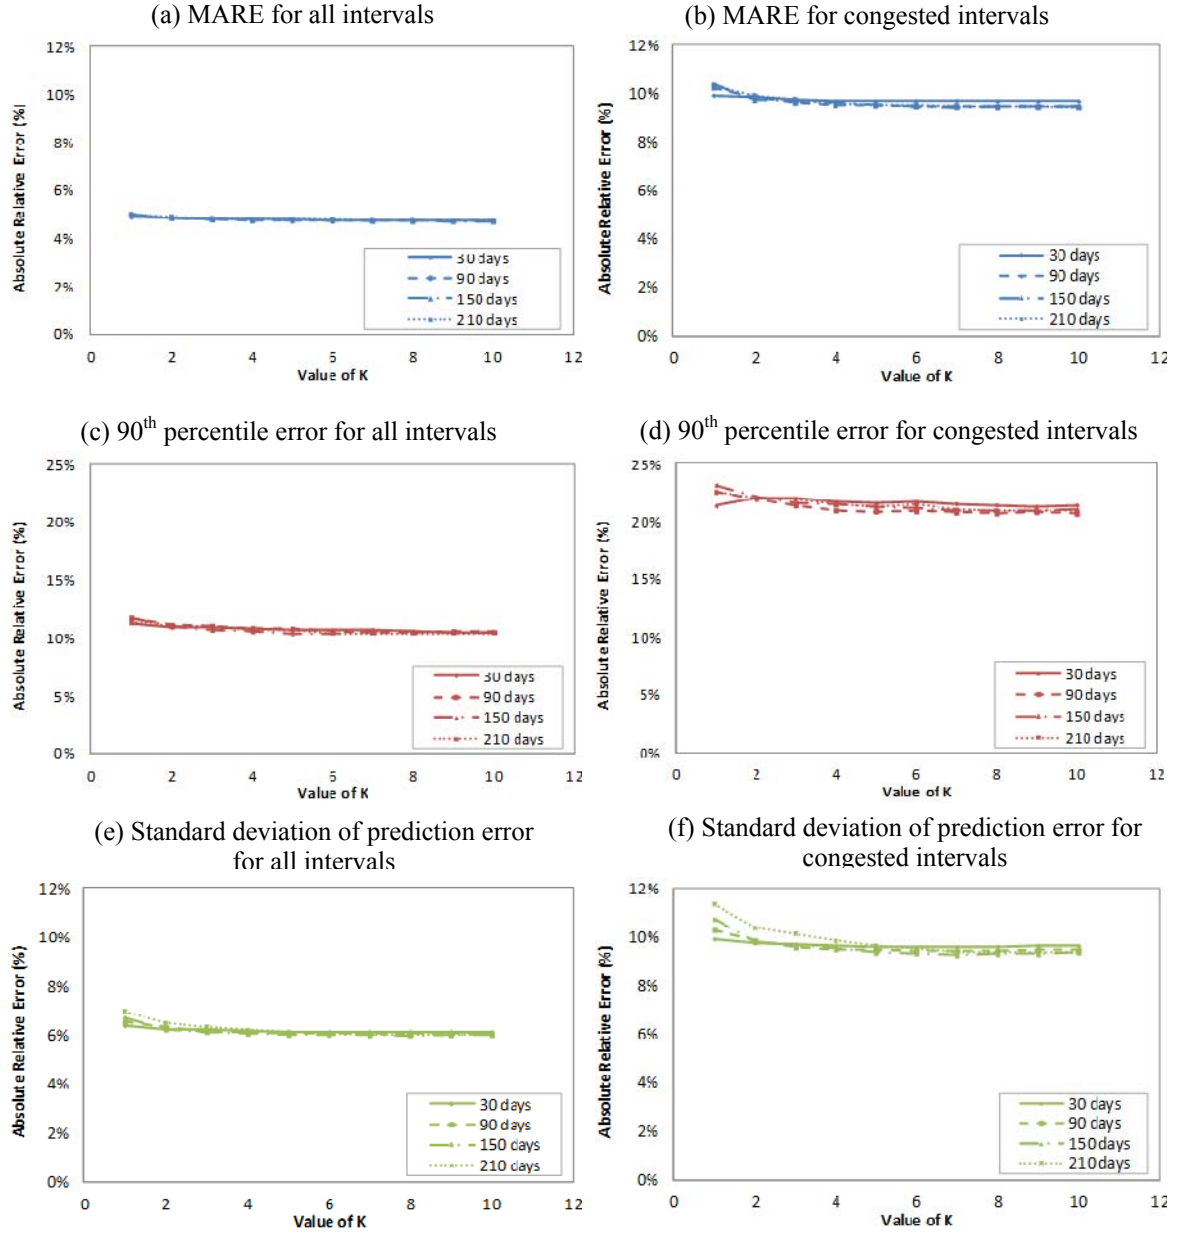 (a) MARE for all intervals
12%
10%
8%
6%
4%
2%
0%
Absolute Relative Error (%)
30 days
90 days
150 days
210 days
0 2 4 6 8 10 12
Value of K
(b) MARE for congested intervals
12%
10%
8%
6%
4%
2%
0%
Absolute Relative Error (%)
30 days
90 days
150 days
210 days
0 2 4 6 8 10 12
Value of K
(c) 90th percentile error for all intervals
25%
20%
15%
10%
5%
0%
Absolute Relative Error (%)
30 days
90 days
150 days
210 days
0 2 4 6 8 10 12
Value of K
(d) 90th percentile error for congested intervals
25%
20%
15%
10%
5%
0%
Absolute Relative Error (%)
30 days
90 days
150 days
210 days
0 2 4 6 8 10 12
Value of K
(e) Standard deviation of prediction error
for all intervals
12%
10%
8%
6%
4%
2%
0%
Absolute Relative Error (%)
30 days
90 days
150 days
210 days
0 2 4 6 8 10 12
Value of K
(f) Standard deviation of prediction error for
congested intervals
12%
10%
8%
6%
4%
2%
0%
Absolute Relative Error (%)
30 days
90 days
150 days
210 days
0 2 4 6 8 10 12
Value of K